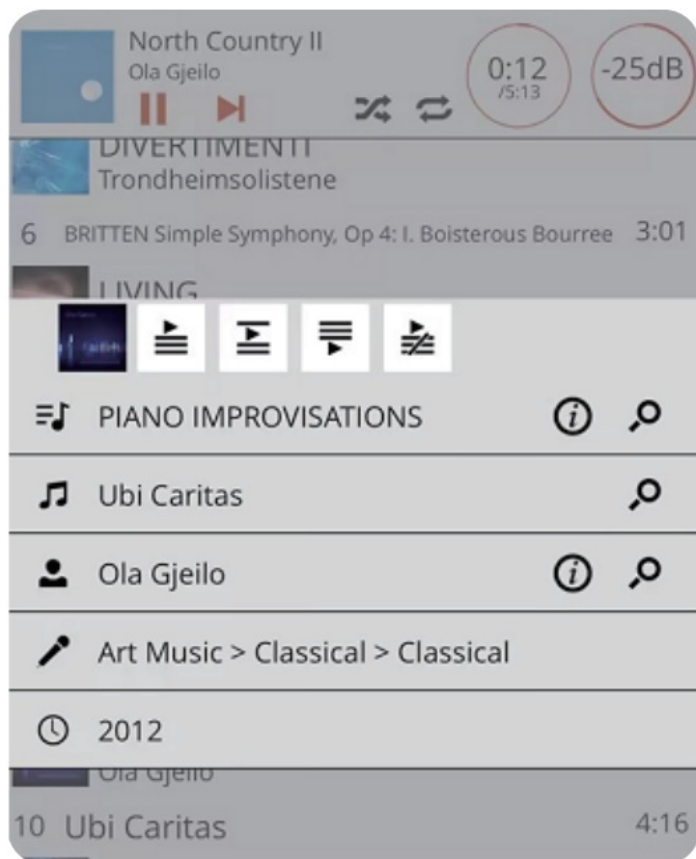 North Country II
Ola Gjeilo
0:12
/5:13
-25dB
DIVERTIMENTI
Trondheimsolistene
6 BRITTEN Simple Symphony, Op 4: I. Boisterous Bourree 3:01
LIVING
PIANO IMPROVISATIONS
Ubi Caritas
Ola Gjeilo
Art Music > Classical > Classical
2012
Ola Gjeilo
10 Ubi Caritas 4:16